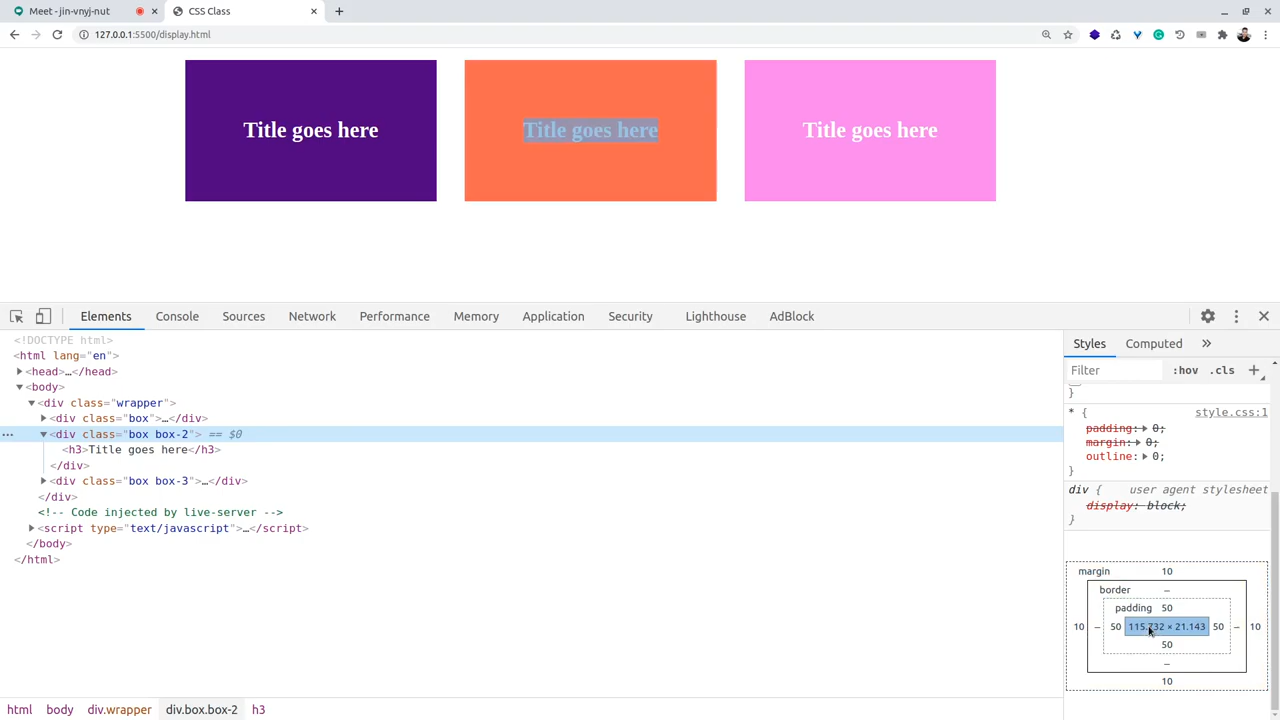 Meet - jin-vnyj-nut
CSS Class
127.0.0.1:5500/display.html
Title goes here
Title goes here
Title goes here
Elements
Console
Sources
Network
Performance
Memory
Application
Security
Lighthouse
AdBlock
<!DOCTYPE html>
<html lang="en">
<head>…</head>
<body>
<div class="wrapper">
<div class="box">…</div>
<div class="box box-2"> == $0
<h3>Title goes here</h3>
</div>
<div class="box box-3">…</div>
</div>
<!-- Code injected by live-server -->
<script type="text/javascript">…</script>
</body>
</html>
html body div.wrapper div.box.box-2 h3
Styles
Computed
Filter
:hov .cls
}
* { style.css:1
padding: 0;
margin: 0;
outline: 0;
}
div { user agent stylesheet
display: block;
}
margin 10
border –
padding 50
10 – 50 115.732 × 21.143 50 – 10
50
–
10